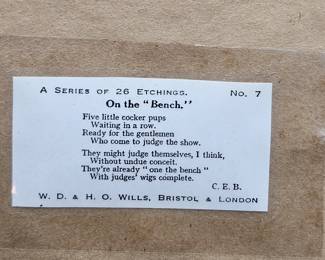 A SERIES OF 26 ETCHINGS. No. 7
On the "Bench."
Five little cocker pups
Waiting in a row.
Ready for the gentlemen
Who come to judge the show.
They might judge themselves, I think,
Without undue conceit.
They're already "one the bench"
With judges' wigs complete.
C. E. B.
W. D. & H. O. WILLS, BRISTOL & LONDON